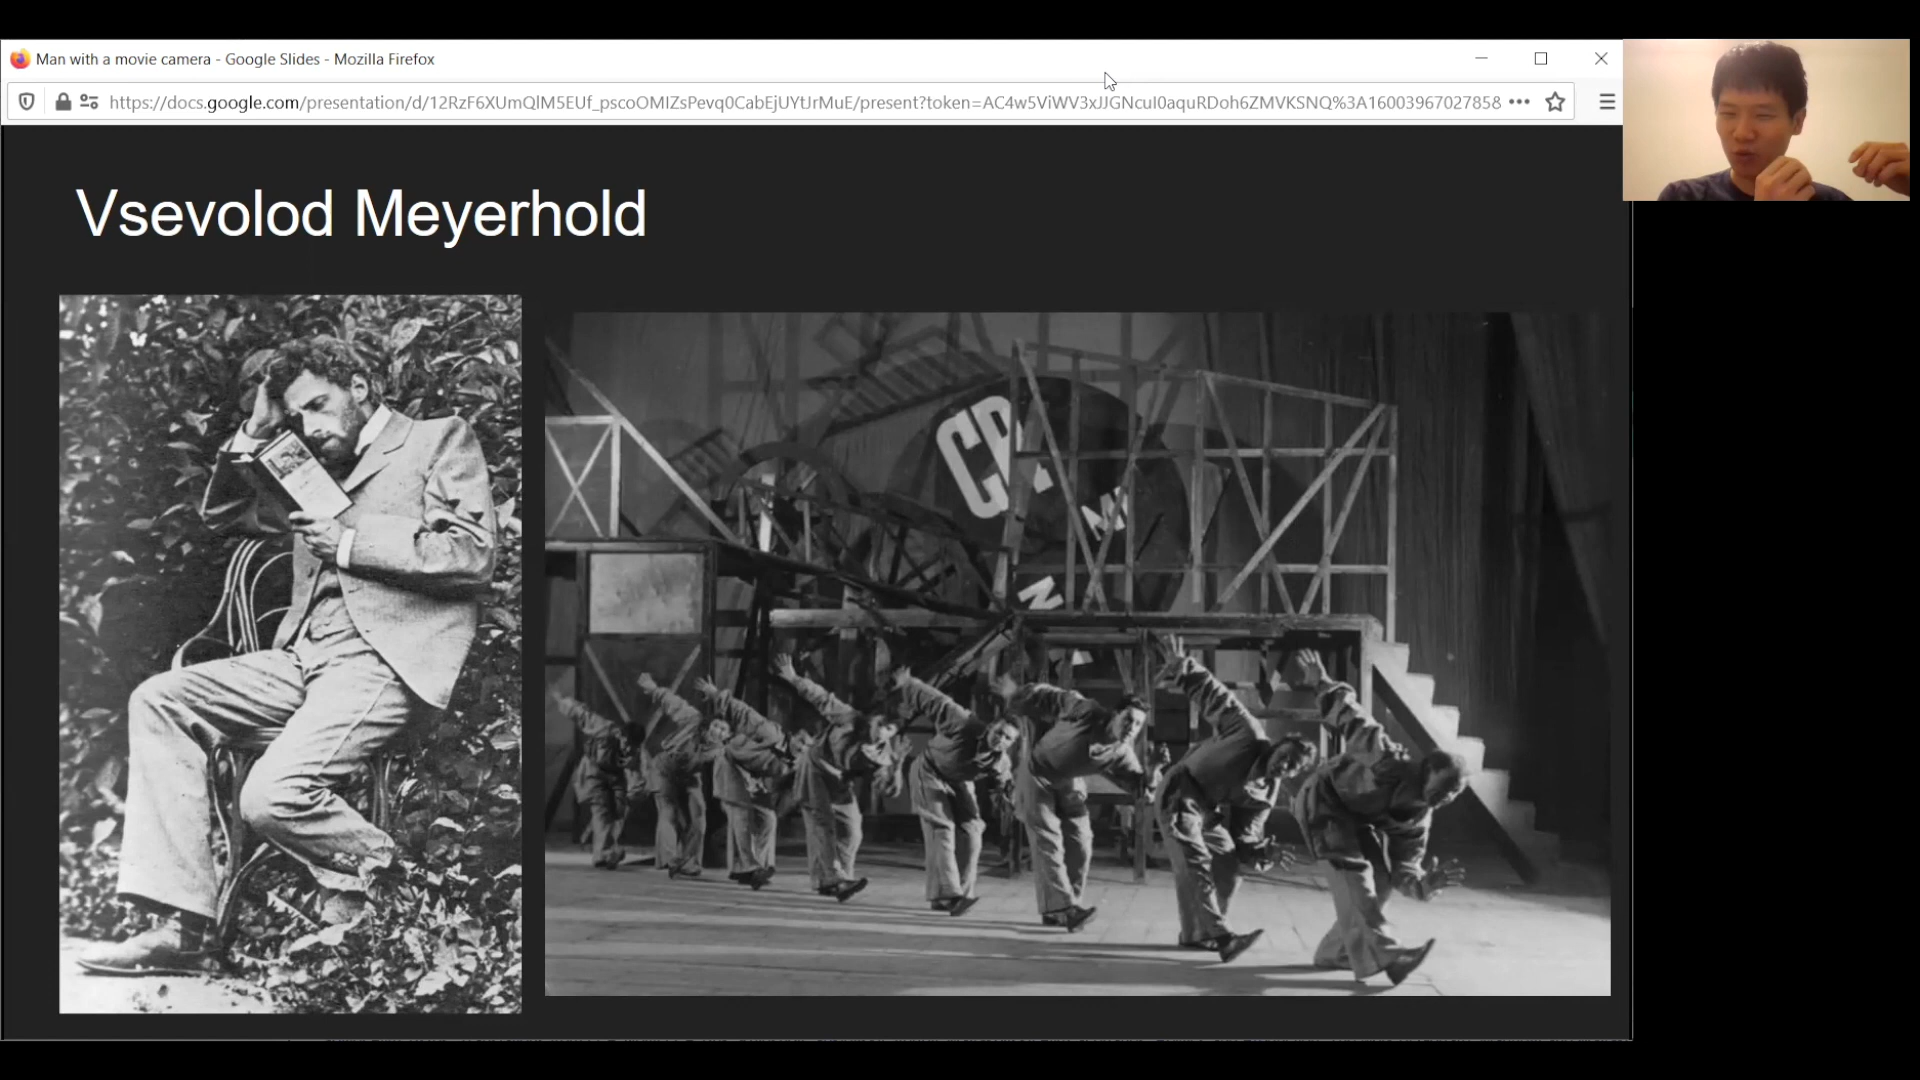 Man with a movie camera - Google Slides - Mozilla Firefox
https://docs.google.com/presentation/d/12RzF6XUmQlM5EUf_pscoOMIZsPevq0CabEjUYtJrMuE/present?token=AC4w5ViWV3xJJGNcuI0aquRDoh6ZMVKSNQ%3A16003967027858
Vsevolod Meyerhold